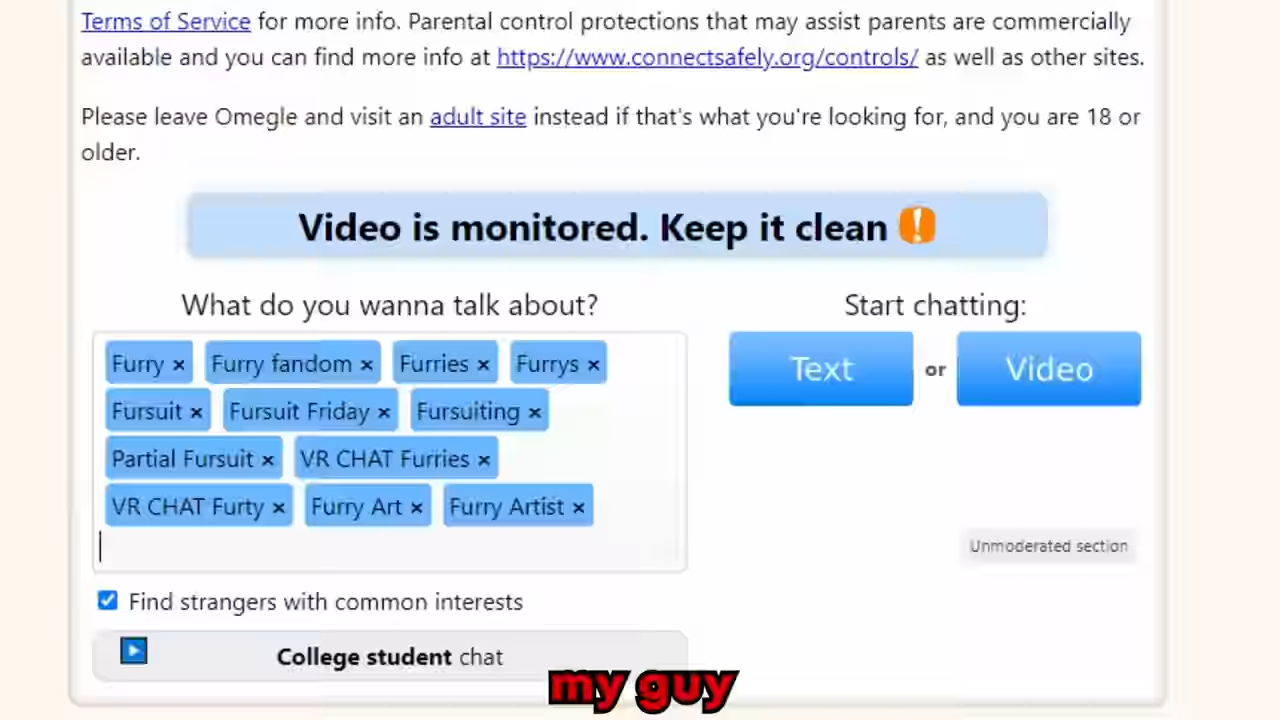 Terms of Service for more info. Parental control protections that may assist parents are commercially
available and you can find more info at https://www.connectsafely.org/controls/ as well as other sites.
Please leave Omegle and visit an adult site instead if that's what you're looking for, and you are 18 or
older.
Video is monitored. Keep it clean !
What do you wanna talk about?
Start chatting:
Furry × Furry fandom × Furries × Furrys ×
Text or Video
Fursuit × Fursuit Friday × Fursuiting ×
Partial Fursuit × VR CHAT Furries ×
VR CHAT Furty × Furry Art × Furry Artist ×
Unmoderated section
Find strangers with common interests
College student chat
my guy